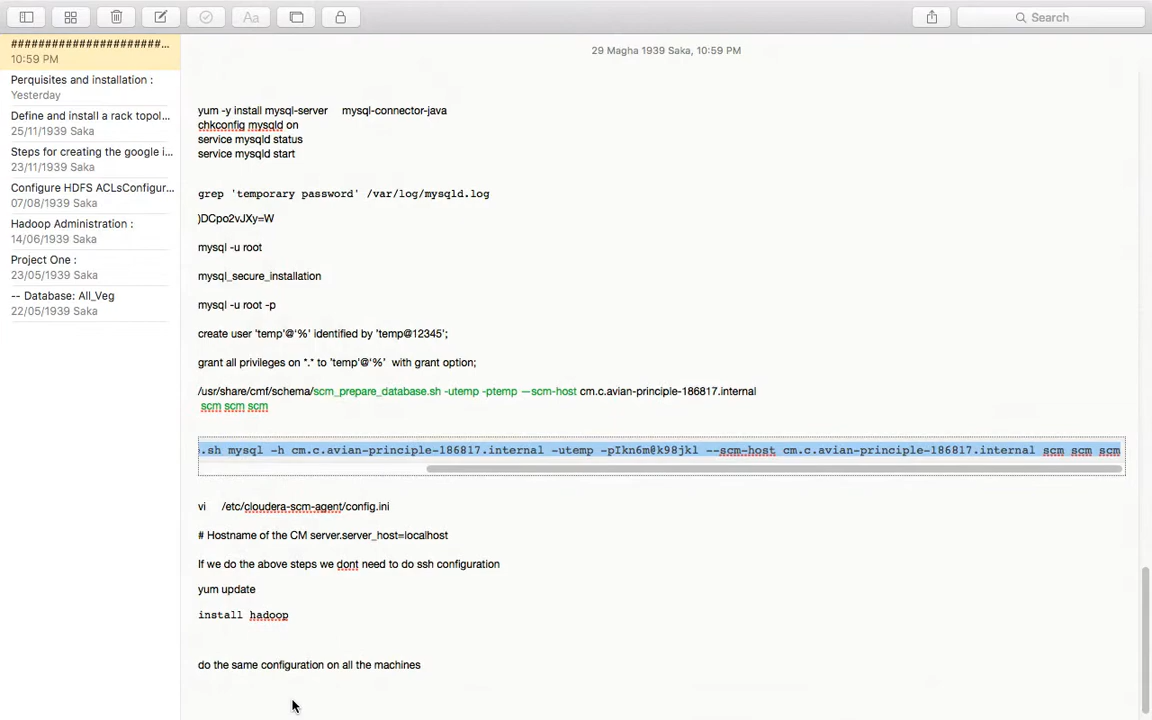 Aa
Search
######################...
10:59 PM
Perquisites and installation :
Yesterday
Define and install a rack topol...
25/11/1939 Saka
Steps for creating the google i...
23/11/1939 Saka
Configure HDFS ACLsConfigur...
07/08/1939 Saka
Hadoop Administration :
14/06/1939 Saka
Project One :
23/05/1939 Saka
-- Database: All_Veg
22/05/1939 Saka
29 Magha 1939 Saka, 10:59 PM
yum -y install mysql-server mysql-connector-java
chkconfig mysqld on
service mysqld status
service mysqld start
grep 'temporary password' /var/log/mysqld.log
)DCpo2vJXy=W
mysql -u root
mysql_secure_installation
mysql -u root -p
create user 'temp'@'%' identified by 'temp@12345';
grant all privileges on *.* to 'temp'@'%' with grant option;
/usr/share/cmf/schema/scm_prepare_database.sh -utemp -ptemp —scm-host cm.c.avian-principle-186817.internal
scm scm scm
.sh mysql -h cm.c.avian-principle-186817.internal -utemp -pIkn6m@k98jkl --scm-host cm.c.avian-principle-186817.internal scm scm scm
vi /etc/cloudera-scm-agent/config.ini
# Hostname of the CM server.server_host=localhost
If we do the above steps we dont need to do ssh configuration
yum update
install hadoop
do the same configuration on all the machines